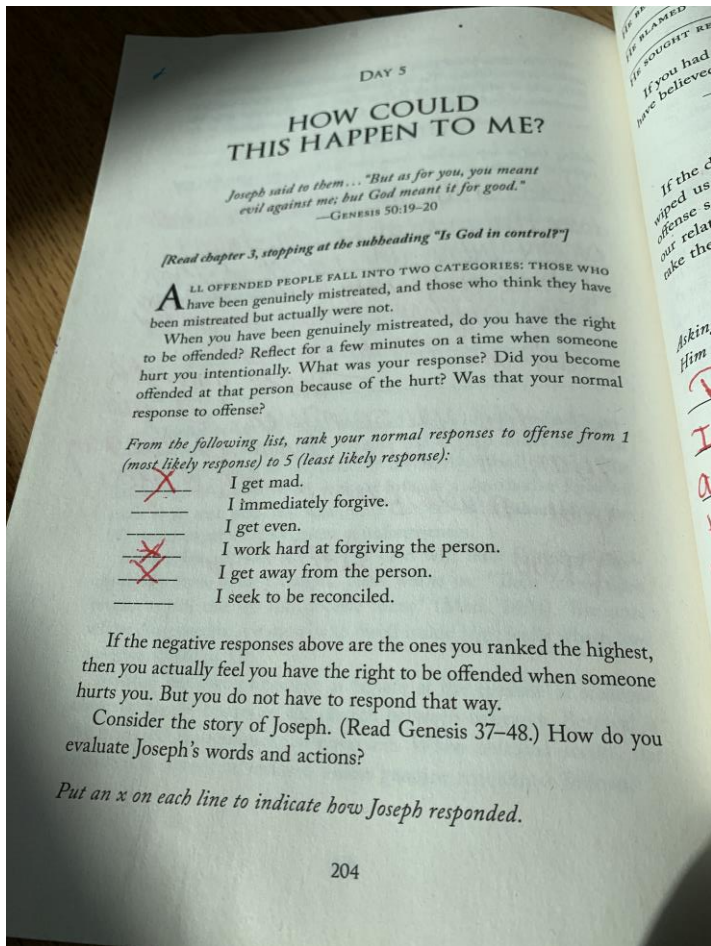 DAY 5
HOW COULD
THIS HAPPEN TO ME?
Joseph said to them… "But as for you, you meant
evil against me; but God meant it for good."
—GENESIS 50:19–20
[Read chapter 3, stopping at the subheading "Is God in control?"]
ALL OFFENDED PEOPLE FALL INTO TWO CATEGORIES: THOSE WHO
have been genuinely mistreated, and those who think they have
been mistreated but actually were not.
When you have been genuinely mistreated, do you have the right
to be offended? Reflect for a few minutes on a time when someone
hurt you intentionally. What was your response? Did you become
offended at that person because of the hurt? Was that your normal
response to offense?
From the following list, rank your normal responses to offense from 1
(most likely response) to 5 (least likely response):
X I get mad.
______ I immediately forgive.
______ I get even.
X I work hard at forgiving the person.
X I get away from the person.
______ I seek to be reconciled.
If the negative responses above are the ones you ranked the highest,
then you actually feel you have the right to be offended when someone
hurts you. But you do not have to respond that way.
Consider the story of Joseph. (Read Genesis 37–48.) How do you
evaluate Joseph's words and actions?
Put an x on each line to indicate how Joseph responded.
204
HE BLAMED
HE SOUGHT RE
If you had
have believed
If the d
wiped us
offense s
our relat
take the
Asking
Him
I
a